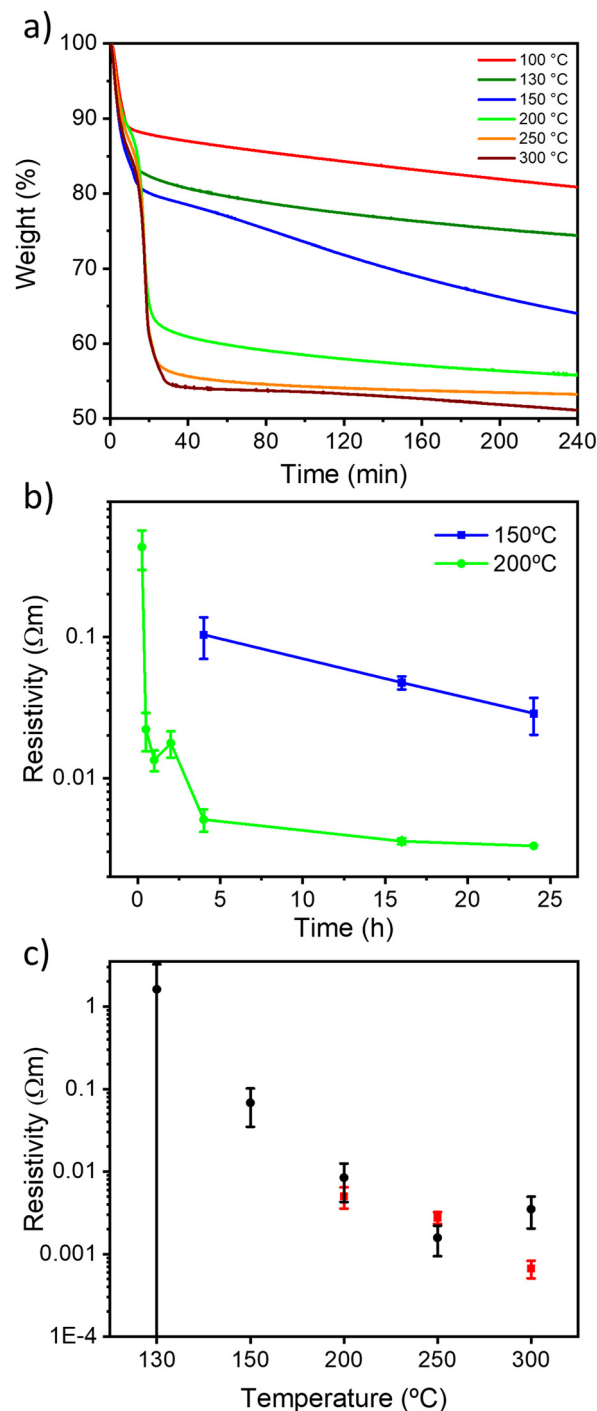 a)
100
90
80
70
60
50
Weight (%)
100 °C
130 °C
150 °C
200 °C
250 °C
300 °C
0 40 80 120 160 200 240
Time (min)
b)
0.1
0.01
Resistivity (Ωm)
150ºC
200ºC
0 5 10 15 20 25
Time (h)
c)
1
0.1
0.01
0.001
1E-4
Resistivity (Ωm)
130 150 200 250 300
Temperature (ºC)